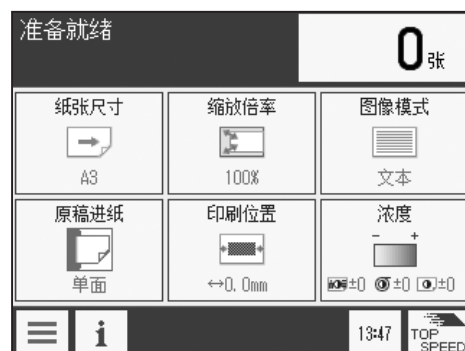 准备就绪
0张
纸张尺寸 缩放倍率 图像模式
A3 100% 文本
原稿进纸 印刷位置 浓度
- +
单面 ↔0.0mm ±0 ±0 ±0
i 13:47 TOP
SPEED